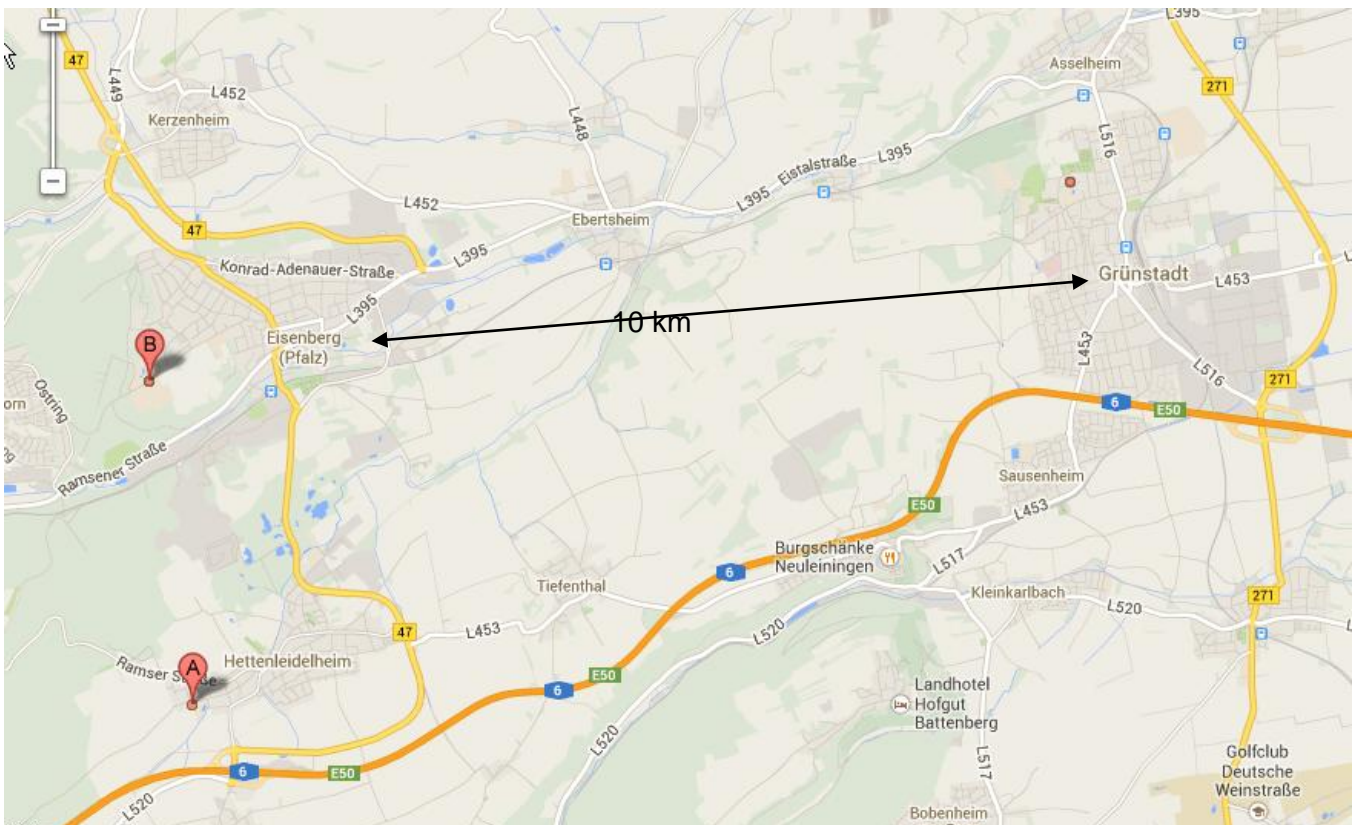 L395
47
L449
Asselheim
271
L452
Kerzenheim
L448
L516
Eistalstraße
L395
L395
L452
Ebertsheim
47
L395
Konrad-Adenauer-Straße
Grünstadt
L453
L395
10 km
Eisenberg
(Pfalz)
B
L453
L516
271
orn
Ostring
6
E50
Ramsener Straße
Sausenheim
E50
L453
Burgschänke
Neuleiningen
L517
6
Tiefenthal
Kleinkarlbach
L520
271
47
L453
L520
Ramser Straße
A
Hettenleidelheim
E50
6
Landhotel
Hofgut
Battenberg
L520
L517
6
E50
Golfclub
Deutsche
Weinstraße
L520
Bobenheim